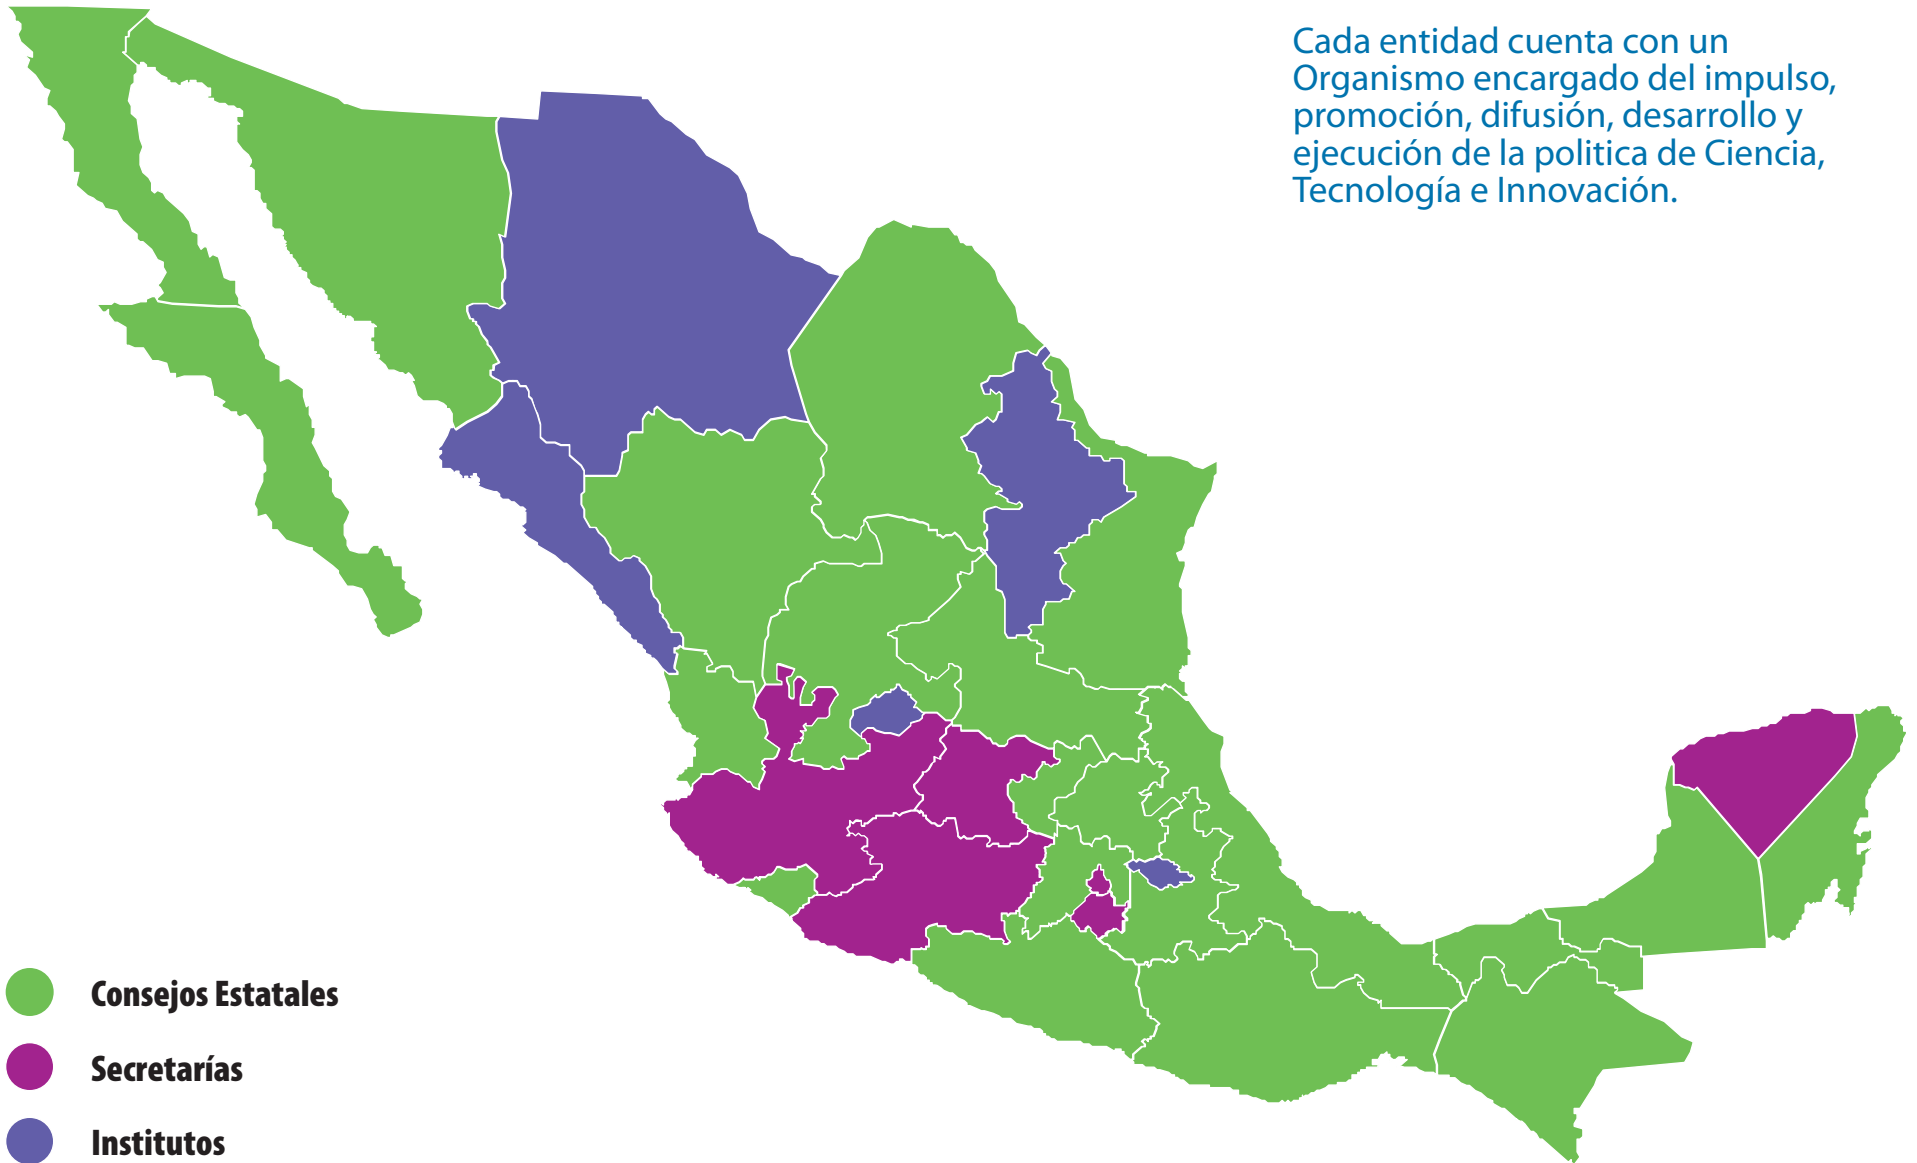 Cada entidad cuenta con un
Organismo encargado del impulso,
promoción, difusión, desarrollo y
ejecución de la politica de Ciencia,
Tecnología e Innovación.
Consejos Estatales
Secretarías
Institutos